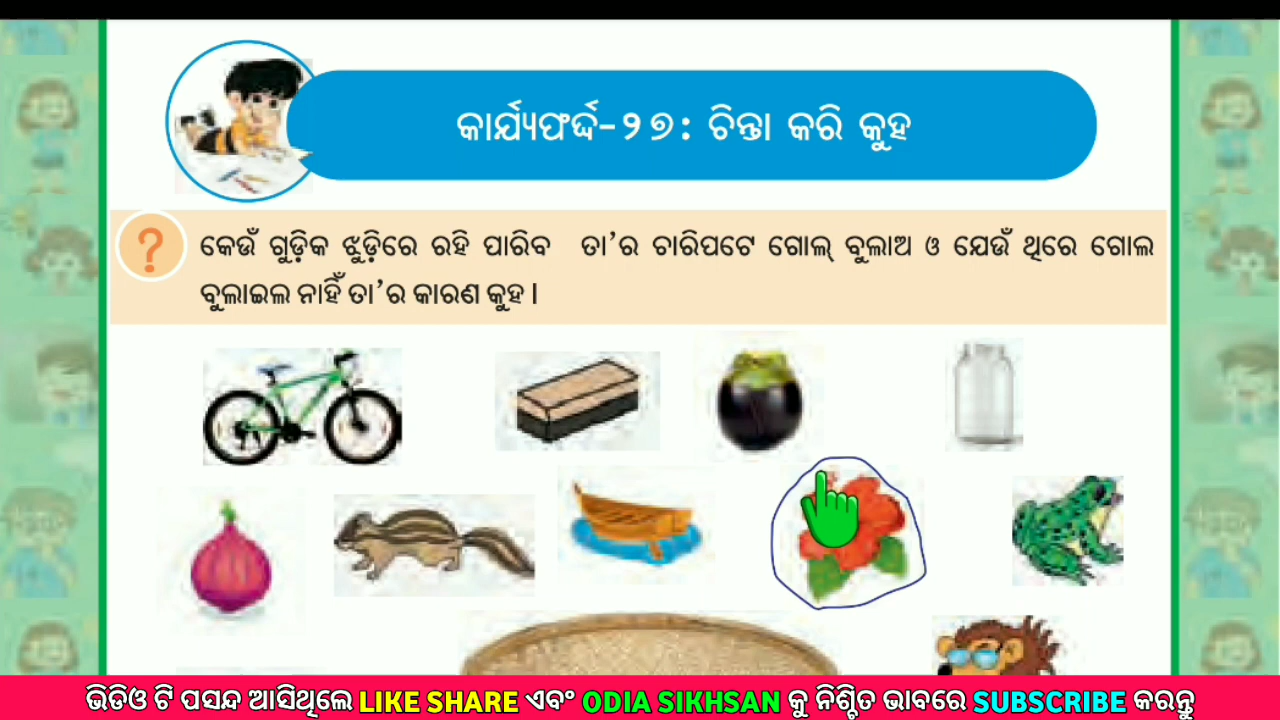 କାର୍ଯ୍ୟଫର୍ଦ୍ଦ-୨୭: ଚିନ୍ତା କରି କୁହ
? କେଉଁ ଗୁଡ଼ିକ ଝୁଡ଼ିରେ ରହି ପାରିବ ତା’ର ଚାରିପଟେ ଗୋଲ୍ ବୁଲାଅ ଓ ଯେଉଁ ଥିରେ ଗୋଲ
ବୁଲାଇଲ ନାହିଁ ତା’ର କାରଣ କୁହ।
ଭିଡିଓ ଟି ପସନ୍ଦ ଆସିଥିଲେ LIKE SHARE ଏବଂ ODIA SIKHSAN କୁ ନିଶ୍ଚିତ ଭାବରେ SUBSCRIBE କରନ୍ତୁ